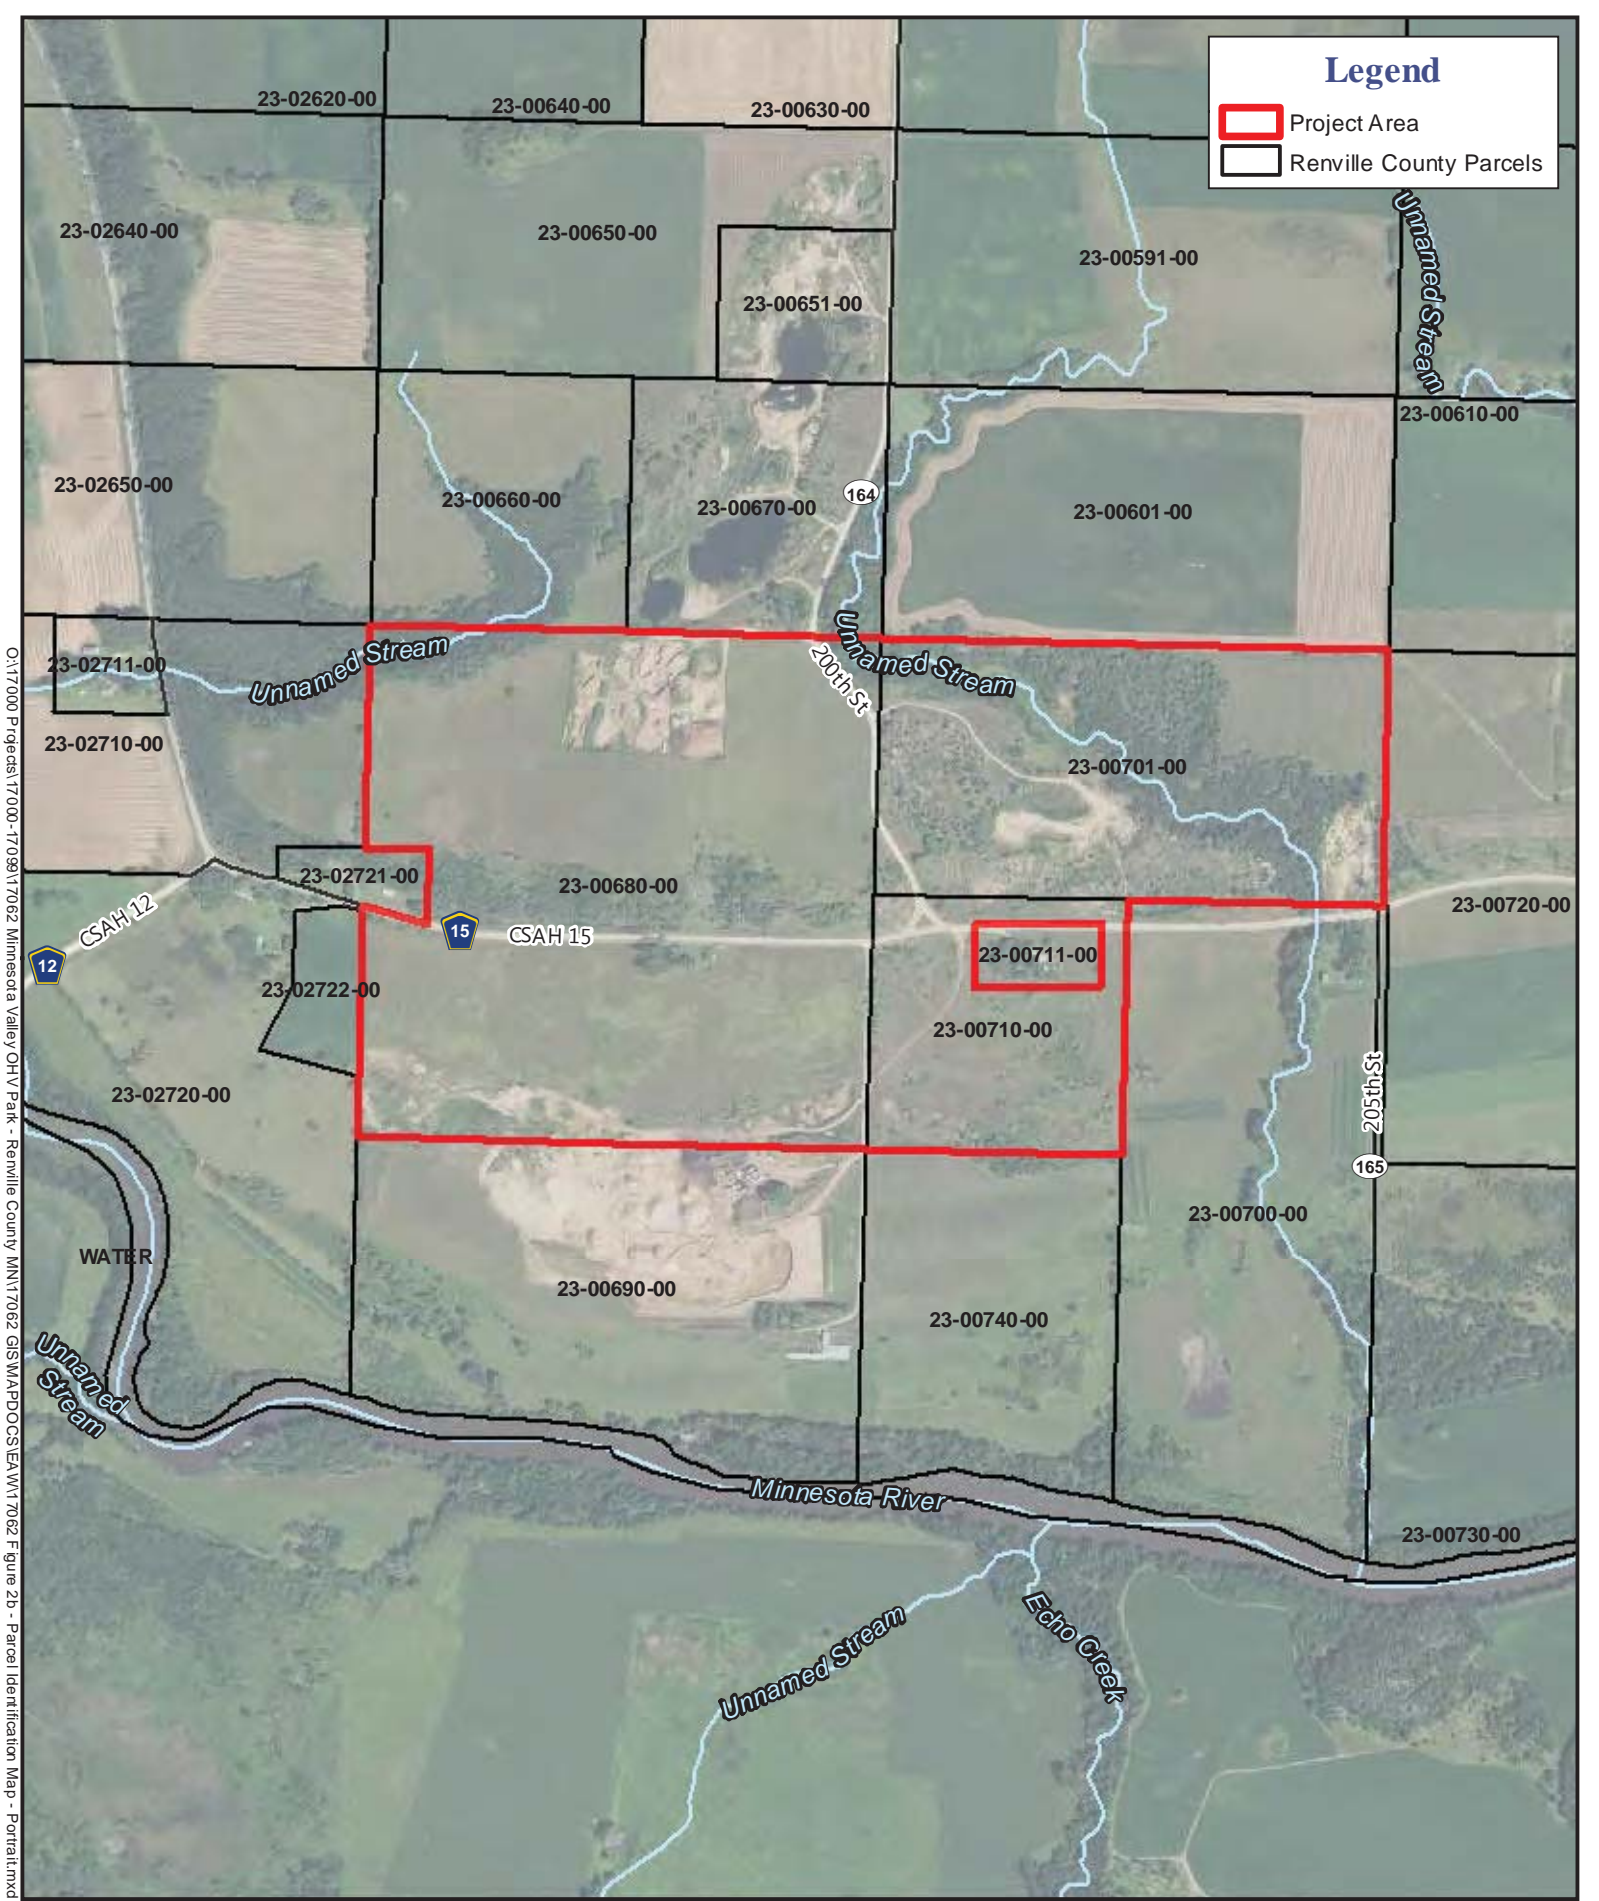 Legend
Project Area
Renville County Parcels
23-02620-00
23-00640-00
23-00630-00
23-02640-00
23-00650-00
23-00591-00
Unnamed Stream
23-00651-00
23-00610-00
23-02650-00
23-00660-00
23-00670-00
164
23-00601-00
23-02711-00
Unnamed Stream
200th St
Unnamed Stream
23-02710-00
23-00701-00
23-02721-00
23-00680-00
23-00720-00
CSAH 12
15
CSAH 15
12
23-00711-00
23-02722-00
23-00710-00
23-02720-00
205th St
165
23-00700-00
WATER
23-00690-00
23-00740-00
Unnamed
Stream
Minnesota River
23-00730-00
Unnamed Stream
Echo Creek
O:\17000 Projects\17000-17099\17062 Minnesota Valley OHV Park - Renville County MN\17062 GIS\MAPDOCS\EAW\17062 Figure 2b - Parcel Identification Map - Portrait.mxd